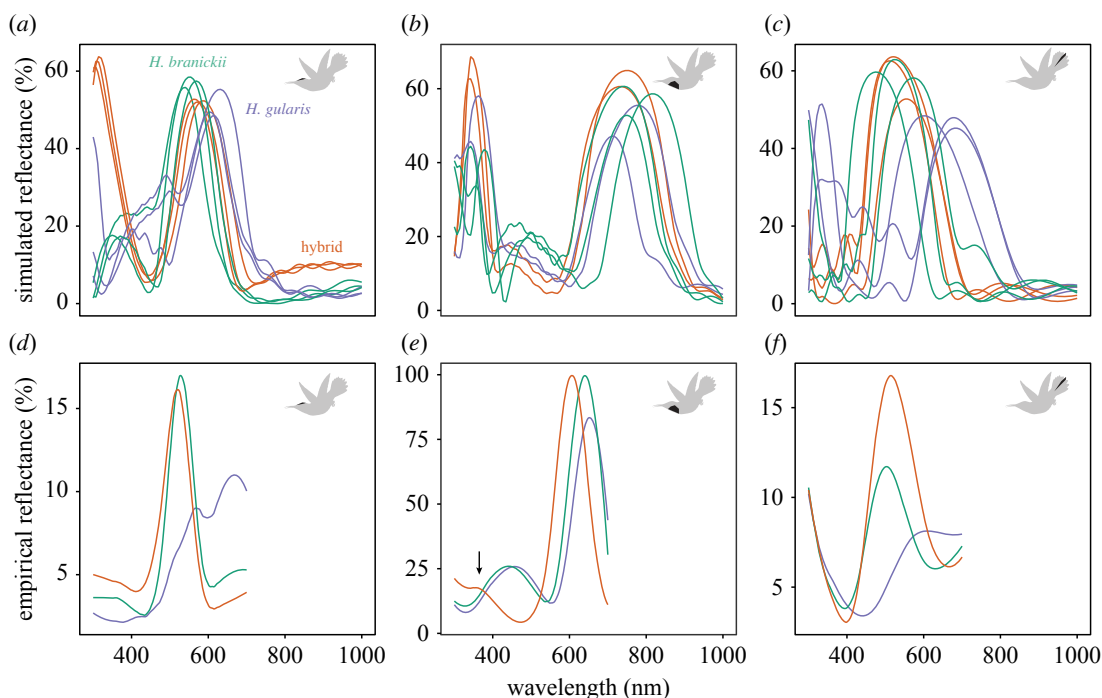 (a) (b) (c)
simulated reflectance (%)
60
40
20
0
H. branickii
H. gularis
hybrid
60
40
20
0
60
40
20
0
(d) (e) (f)
empirical reflectance (%)
15
10
5
400 600 800 1000
100
75
50
25
0
400 600 800 1000
15
10
5
400 600 800 1000
wavelength (nm)